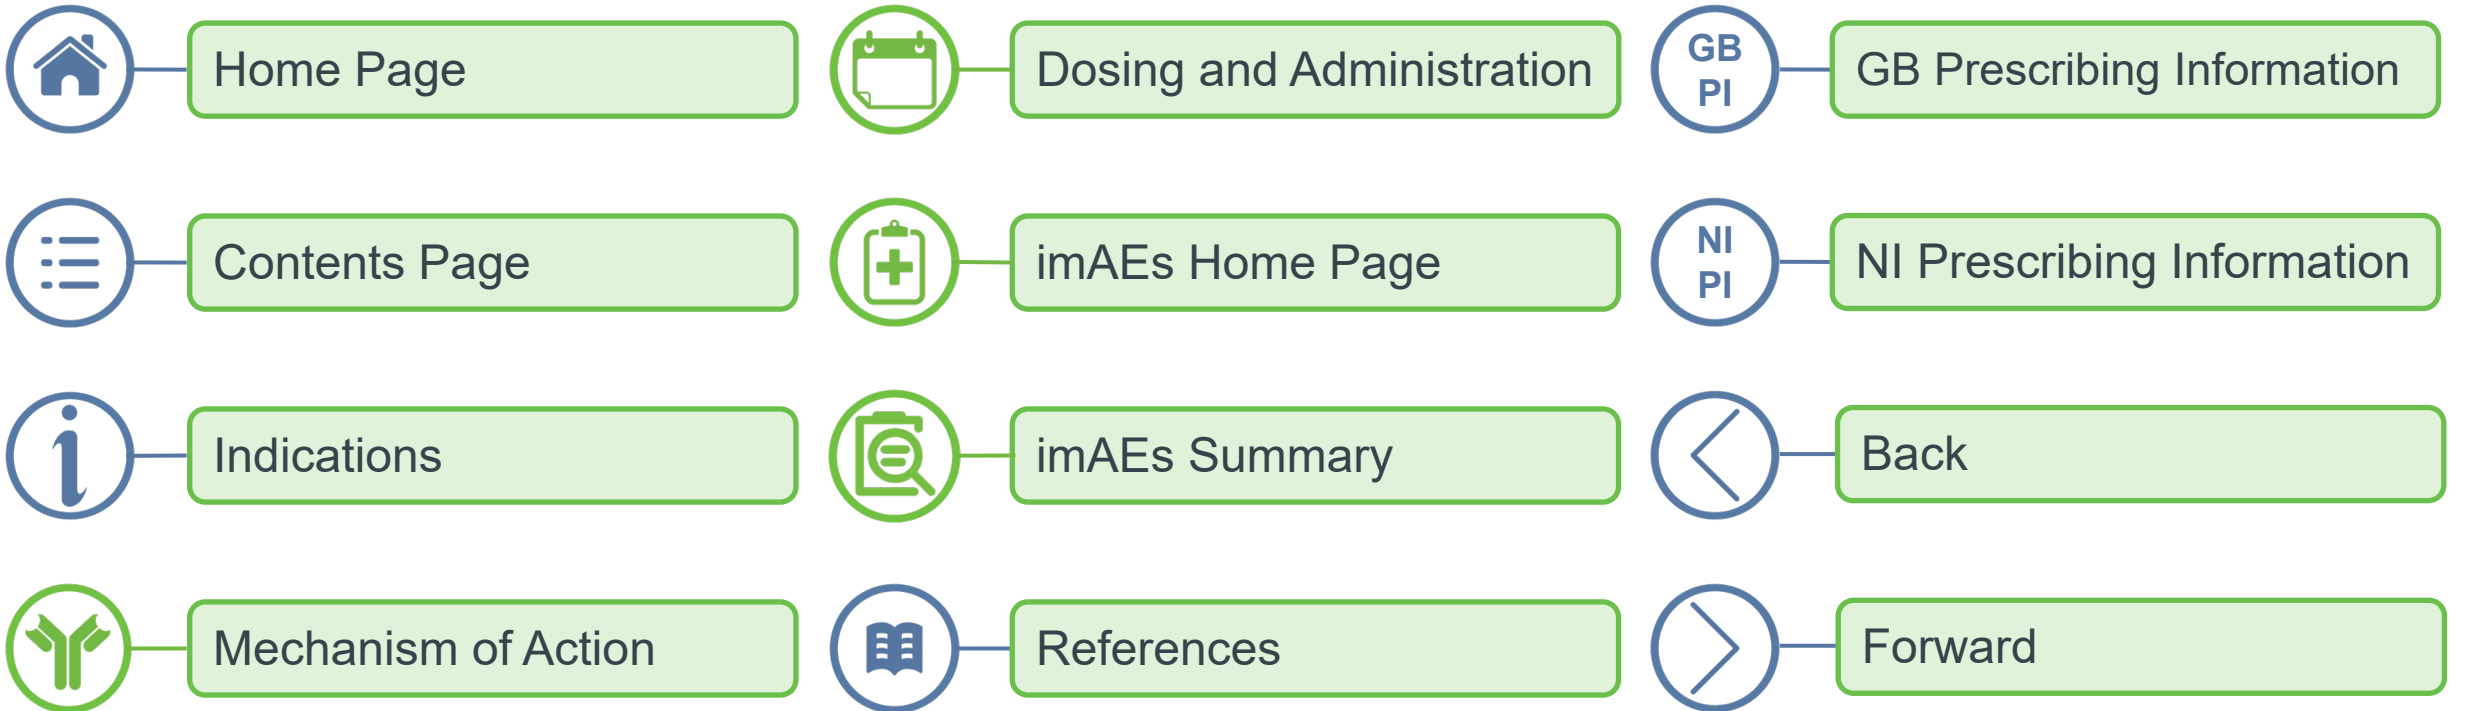 Home Page
Contents Page
Indications
Mechanism of Action
Dosing and Administration
imAEs Home Page
imAEs Summary
References
GB
PI
GB Prescribing Information
NI
PI
NI Prescribing Information
Back
Forward